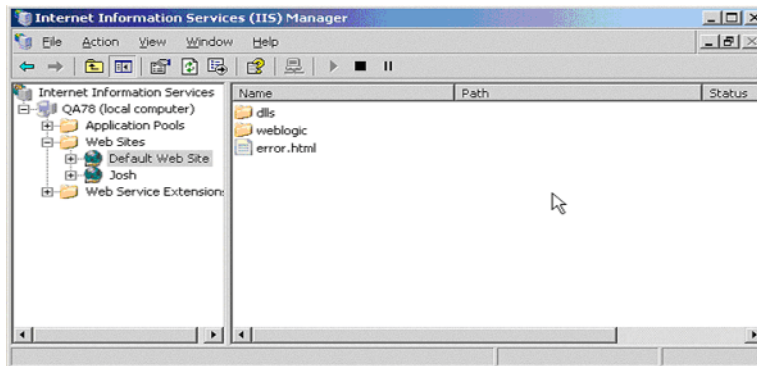 Internet Information Services (IIS) Manager
File Action View Window Help
Internet Information Services
QA78 (local computer)
Application Pools
Web Sites
Default Web Site
Josh
Web Service Extension
Name Path Status
dlls
weblogic
error.html